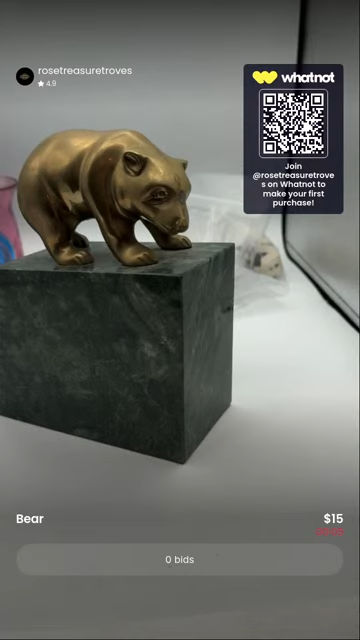 rosetreasuretroves
4.9
whatnot
Join
@rosetreasuretrove
s on Whatnot to
make your first
purchase!
Bear
$15
0 bids